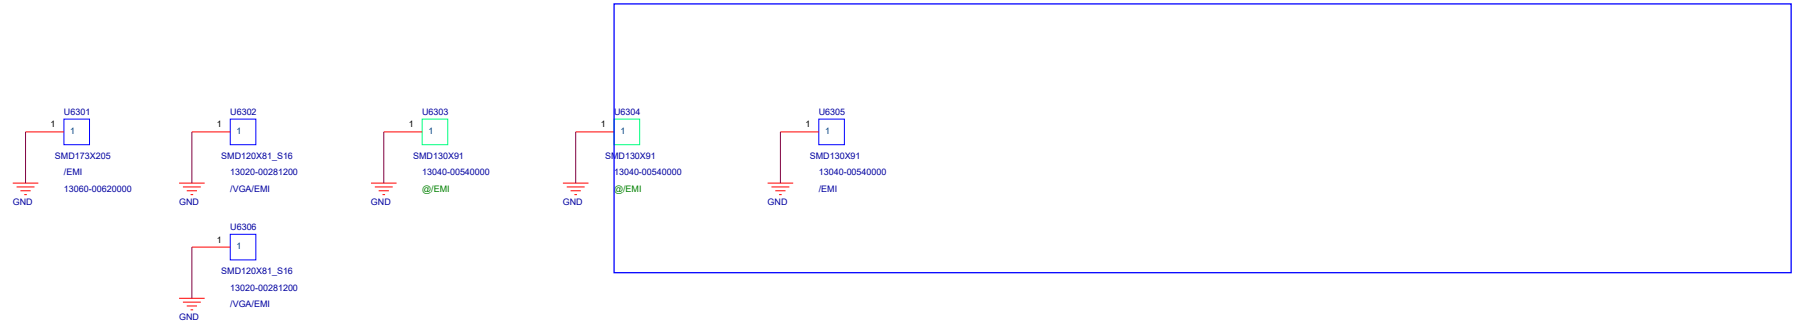 U6301
1
1
SMD173X205
/EMI
13060-00620000
GND
U6302
1
1
SMD120X81_S16
13020-00281200
/VGA/EMI
GND
U6303
1
1
SMD130X91
13040-00540000
@/EMI
GND
U6304
1
1
SMD130X91
13040-00540000
@/EMI
GND
U6305
1
1
SMD130X91
13040-00540000
/EMI
GND
U6306
1
1
SMD120X81_S16
13020-00281200
/VGA/EMI
GND